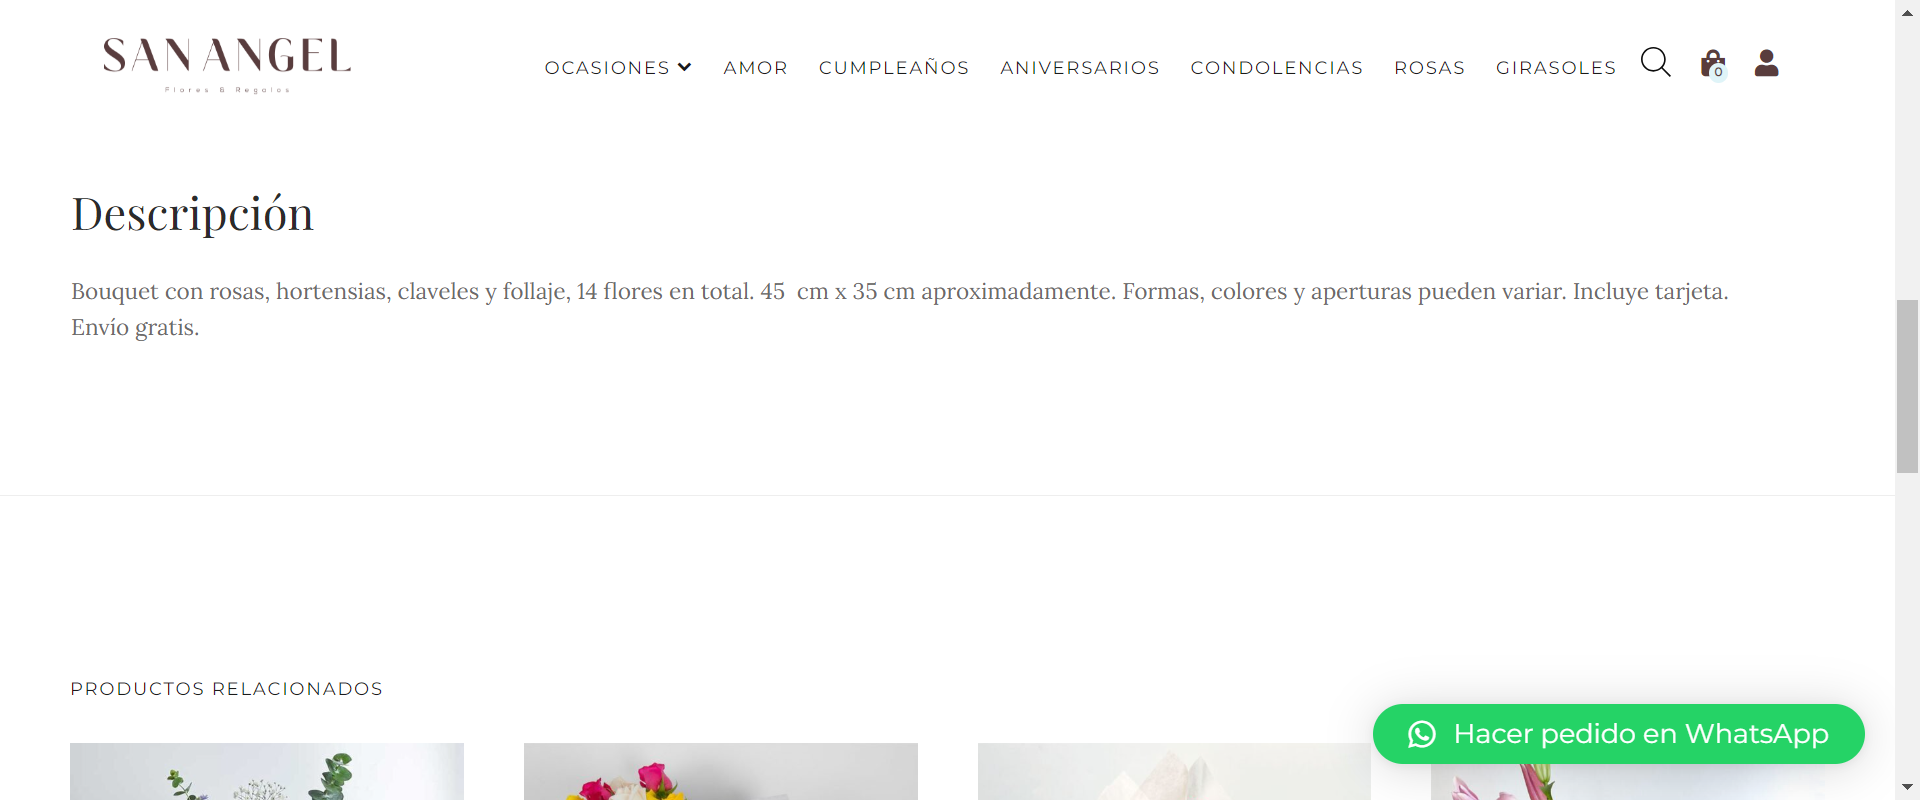 SAN ANGEL
Flores & Regalos
OCASIONES
AMOR
CUMPLEAÑOS
ANIVERSARIOS
CONDOLENCIAS
ROSAS
GIRASOLES
0
Descripción
Bouquet con rosas, hortensias, claveles y follaje, 14 flores en total. 45  cm x 35 cm aproximadamente. Formas, colores y aperturas pueden variar. Incluye tarjeta.
Envío gratis.
PRODUCTOS RELACIONADOS
Hacer pedido en WhatsApp